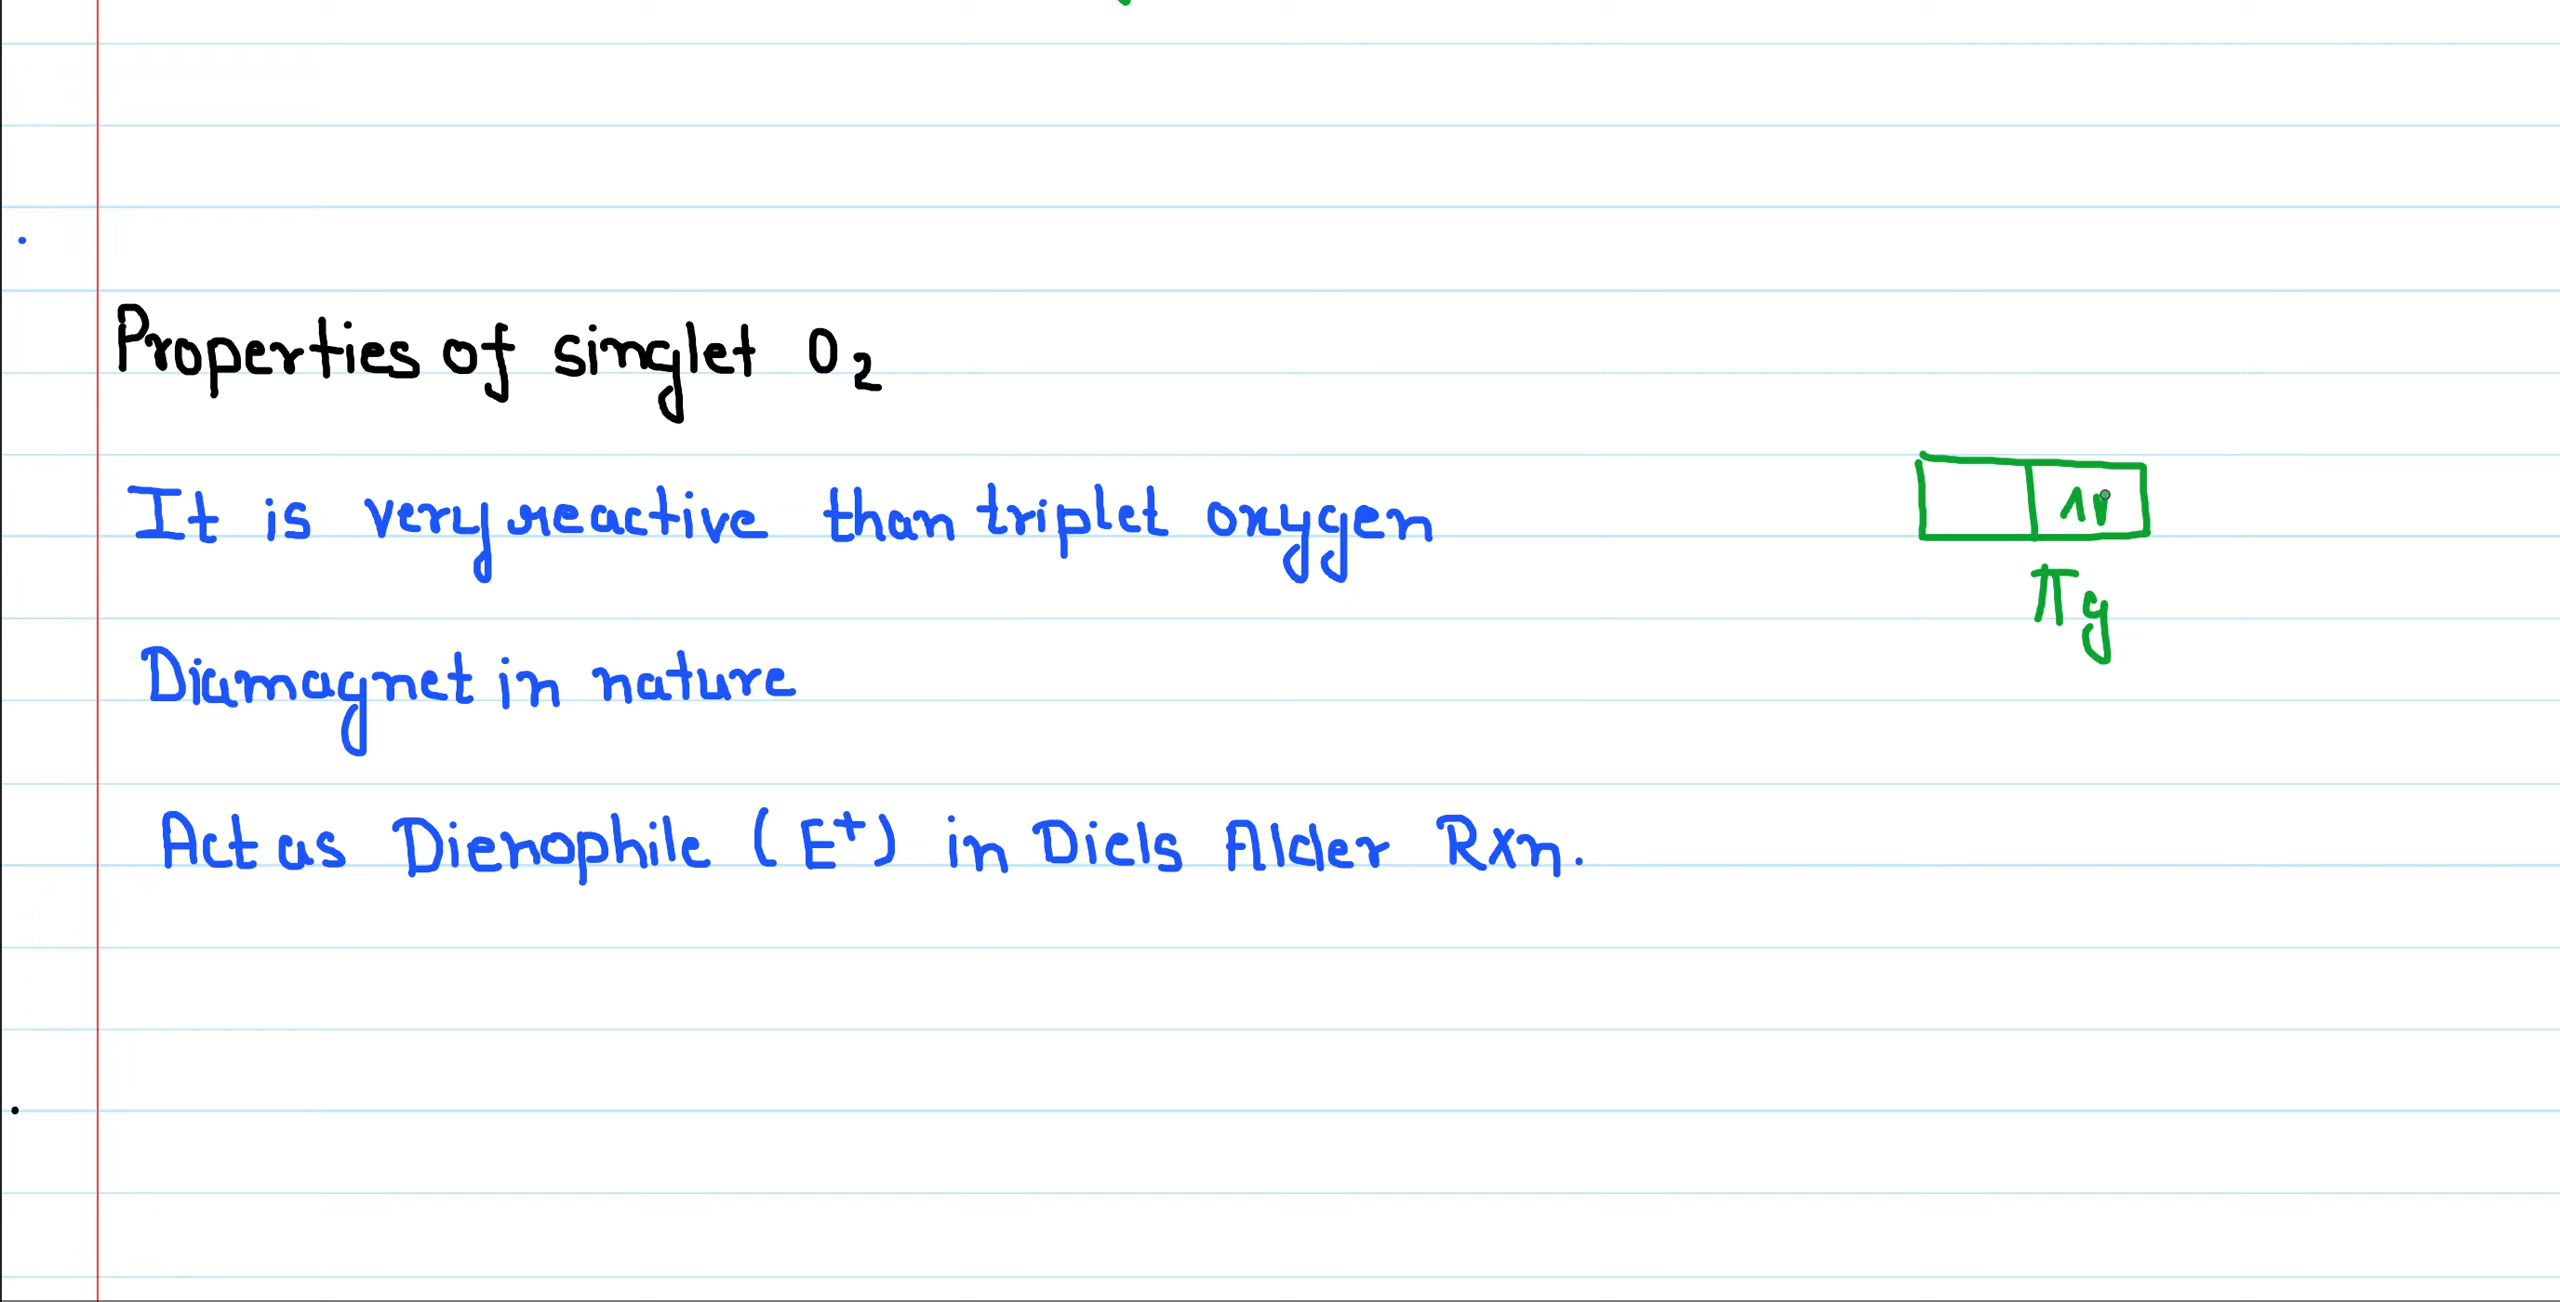 Properties of singlet O₂
It is very reactive than triplet oxygen
Diamagnet in nature
Act as Dienophile (E⁺) in Diels Alder Rxn.
1
πg